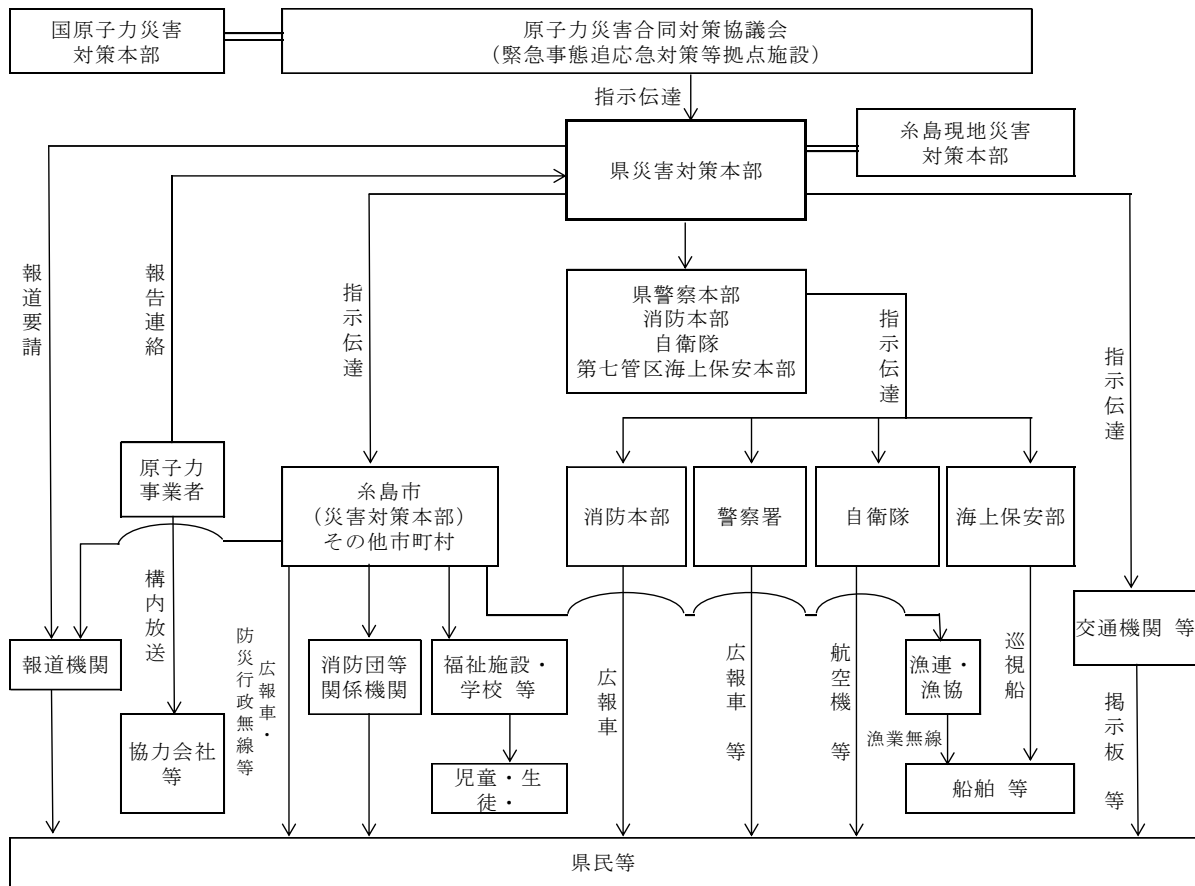 国原子力災害
対策本部
原子力災害合同対策協議会
（緊急事態追応急対策等拠点施設）
指示伝達
県災害対策本部
糸島現地災害
対策本部
報道要請
報告連絡
指示伝達
県警察本部
消防本部
自衛隊
第七管区海上保安本部
指示伝達
指示伝達
原子力
事業者
糸島市
（災害対策本部）
その他市町村
消防本部
警察署
自衛隊
海上保安部
構内放送
報道機関
広報車・
防災行政無線等
消防団等
関係機関
福祉施設・
学校 等
広報車
広報車 等
航空機 等
漁連・
漁協
巡視船
交通機関 等
協力会社
等
児童・生
徒・
漁業無線
船舶 等
掲示板 等
県民等